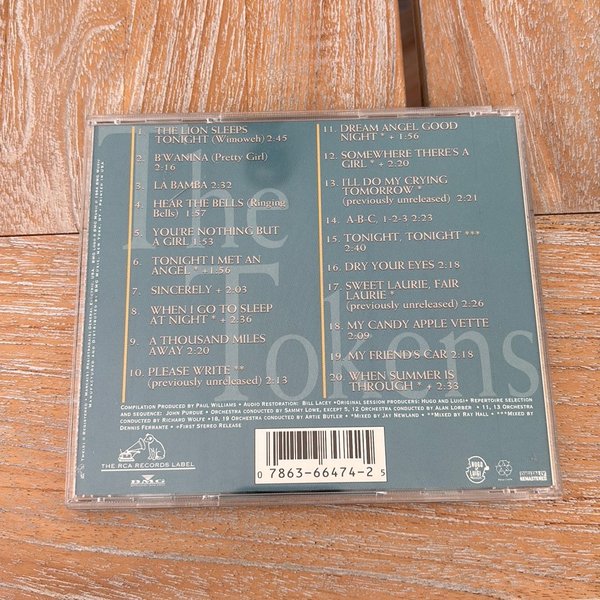 The Tokens
1. THE LION SLEEPS
TONIGHT (Wimoweh) 2:45
2. B'WANINA (Pretty Girl)
2:16
3. LA BAMBA 2:32
4. HEAR THE BELLS (Ringing
Bells) 1:57
5. YOU'RE NOTHING BUT
A GIRL 1:53
6. TONIGHT I MET AN
ANGEL * +1:56
7. SINCERELY + 2:03
8. WHEN I GO TO SLEEP
AT NIGHT * + 2:36
9. A THOUSAND MILES
AWAY 2:20
10. PLEASE WRITE **
(previously unreleased) 2:13
11. DREAM ANGEL GOOD
NIGHT * + 1:56
12. SOMEWHERE THERE'S A
GIRL * + 2:20
13. I'LL DO MY CRYING
TOMORROW *
(previously unreleased) 2:21
14. A-B-C, 1-2-3 2:23
15. TONIGHT, TONIGHT ***
2:40
16. DRY YOUR EYES 2:18
17. SWEET LAURIE, FAIR
LAURIE *
(previously unreleased) 2:26
18. MY CANDY APPLE VETTE
2:09
19. MY FRIEND'S CAR 2:18
20. WHEN SUMMER IS
THROUGH * + 2:33
COMPILATION PRODUCED BY PAUL WILLIAMS • AUDIO RESTORATION: BILL LACEY • ORIGINAL SESSION PRODUCERS: HUGO AND LUIGI • REPERTOIRE SELECTION
AND SEQUENCE: JOHN PURDUE • ORCHESTRA CONDUCTED BY SAMMY LOWE, EXCEPT 5, 12 ORCHESTRA CONDUCTED BY ALAN LORBER • 11, 13 ORCHESTRA
CONDUCTED BY RICHARD WOLFE • 18, 19 ORCHESTRA CONDUCTED BY ARTIE BUTLER • *MIXED BY JAY NEWLAND • **MIXED BY RAY HALL • ***MIXED BY
DENNIS FERRANTE • +FIRST STEREO RELEASE
THE RCA RECORDS LABEL
BMG
0 7863-66474-2 5
HUGO & LUIGI
REMASTERED